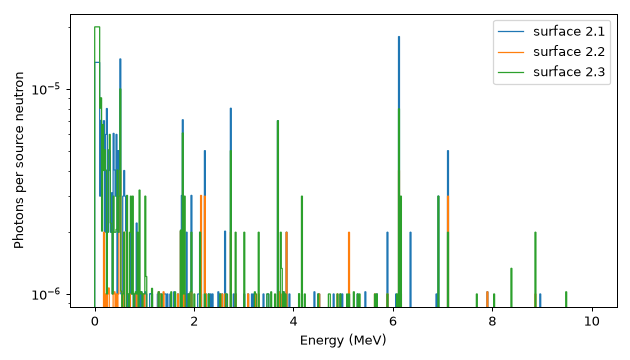 surface 2.1
surface 2.2
surface 2.3
Photons per source neutron
10⁻⁵
10⁻⁶
0 2 4 6 8 10
Energy (MeV)